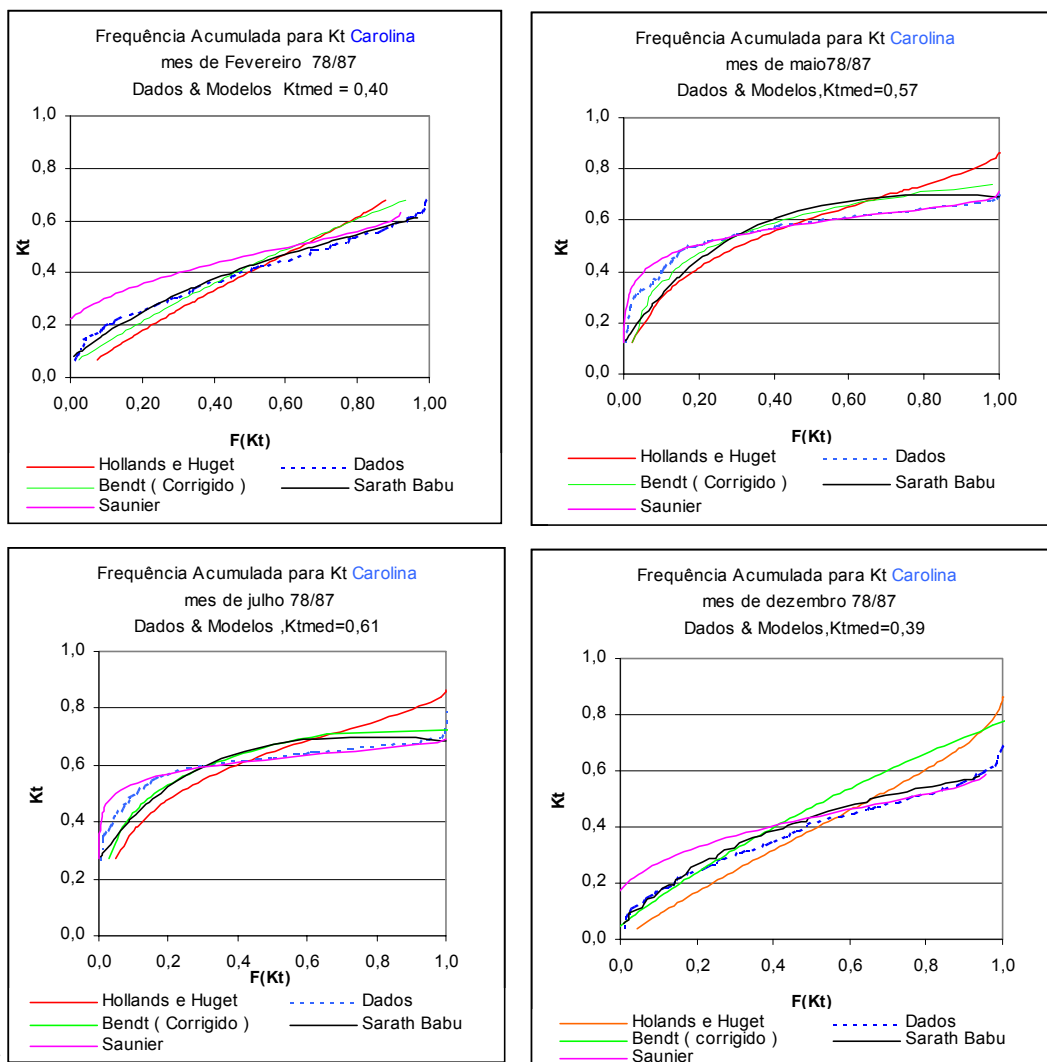 Frequência Acumulada para Kt Carolina
mes de Fevereiro 78/87
Dados & Modelos Ktmed = 0,40
1,0
0,8
0,6
0,4
0,2
0,0
Kt
0,00 0,20 0,40 0,60 0,80 1,00
F(Kt)
Hollands e Huget Dados
Bendt ( Corrigido ) Sarath Babu
Saunier
Frequência Acumulada para Kt Carolina
mes de maio78/87
Dados & Modelos,Ktmed=0,57
1,0
0,8
0,6
0,4
0,2
0,0
Kt
0,00 0,20 0,40 0,60 0,80 1,00
F(Kt)
Hollands e Huget Dados
Bendt ( Corrigido ) Sarath Babu
Saunier
Frequência Acumulada para Kt Carolina
mes de julho 78/87
Dados & Modelos ,Ktmed=0,61
1,0
0,8
0,6
0,4
0,2
0,0
Kt
0,0 0,2 0,4 0,6 0,8 1,0
F(Kt)
Hollands e Huget Dados
Bendt ( Corrigido ) Sarath Babu
Saunier
Frequência Acumulada para Kt Carolina
mes de dezembro 78/87
Dados & Modelos,Ktmed=0,39
1,0
0,8
0,6
0,4
0,2
0,0
Kt
0,0 0,2 0,4 0,6 0,8 1,0
F(Kt)
Holands e Huget Dados
Bendt ( corrigido ) Sarath Babu
Saunier